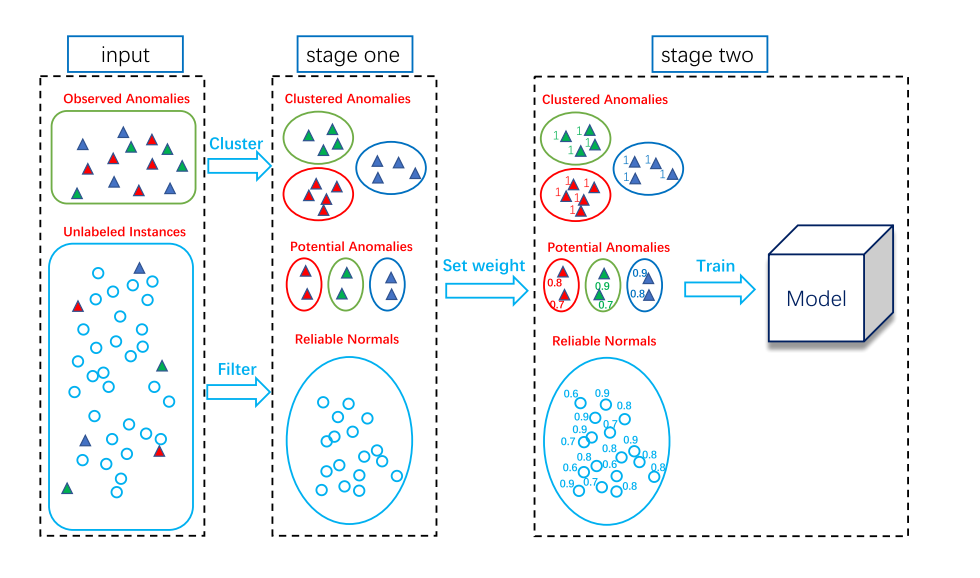 input
stage one
stage two
Observed Anomalies
Clustered Anomalies
Clustered Anomalies
Cluster
1
1
1
1
1
1
1
1
1
1
1
1
1
Unlabeled Instances
Potential Anomalies
Potential Anomalies
Set weight
Train
0.8
0.7
0.9
0.7
0.9
0.8
Model
Reliable Normals
Reliable Normals
Filter
0.6
0.9
0.8
0.9
0.9
0.7
0.7
0.9
0.8
0.8
0.8
0.6
0.6
0.8
0.9
0.7
0.8